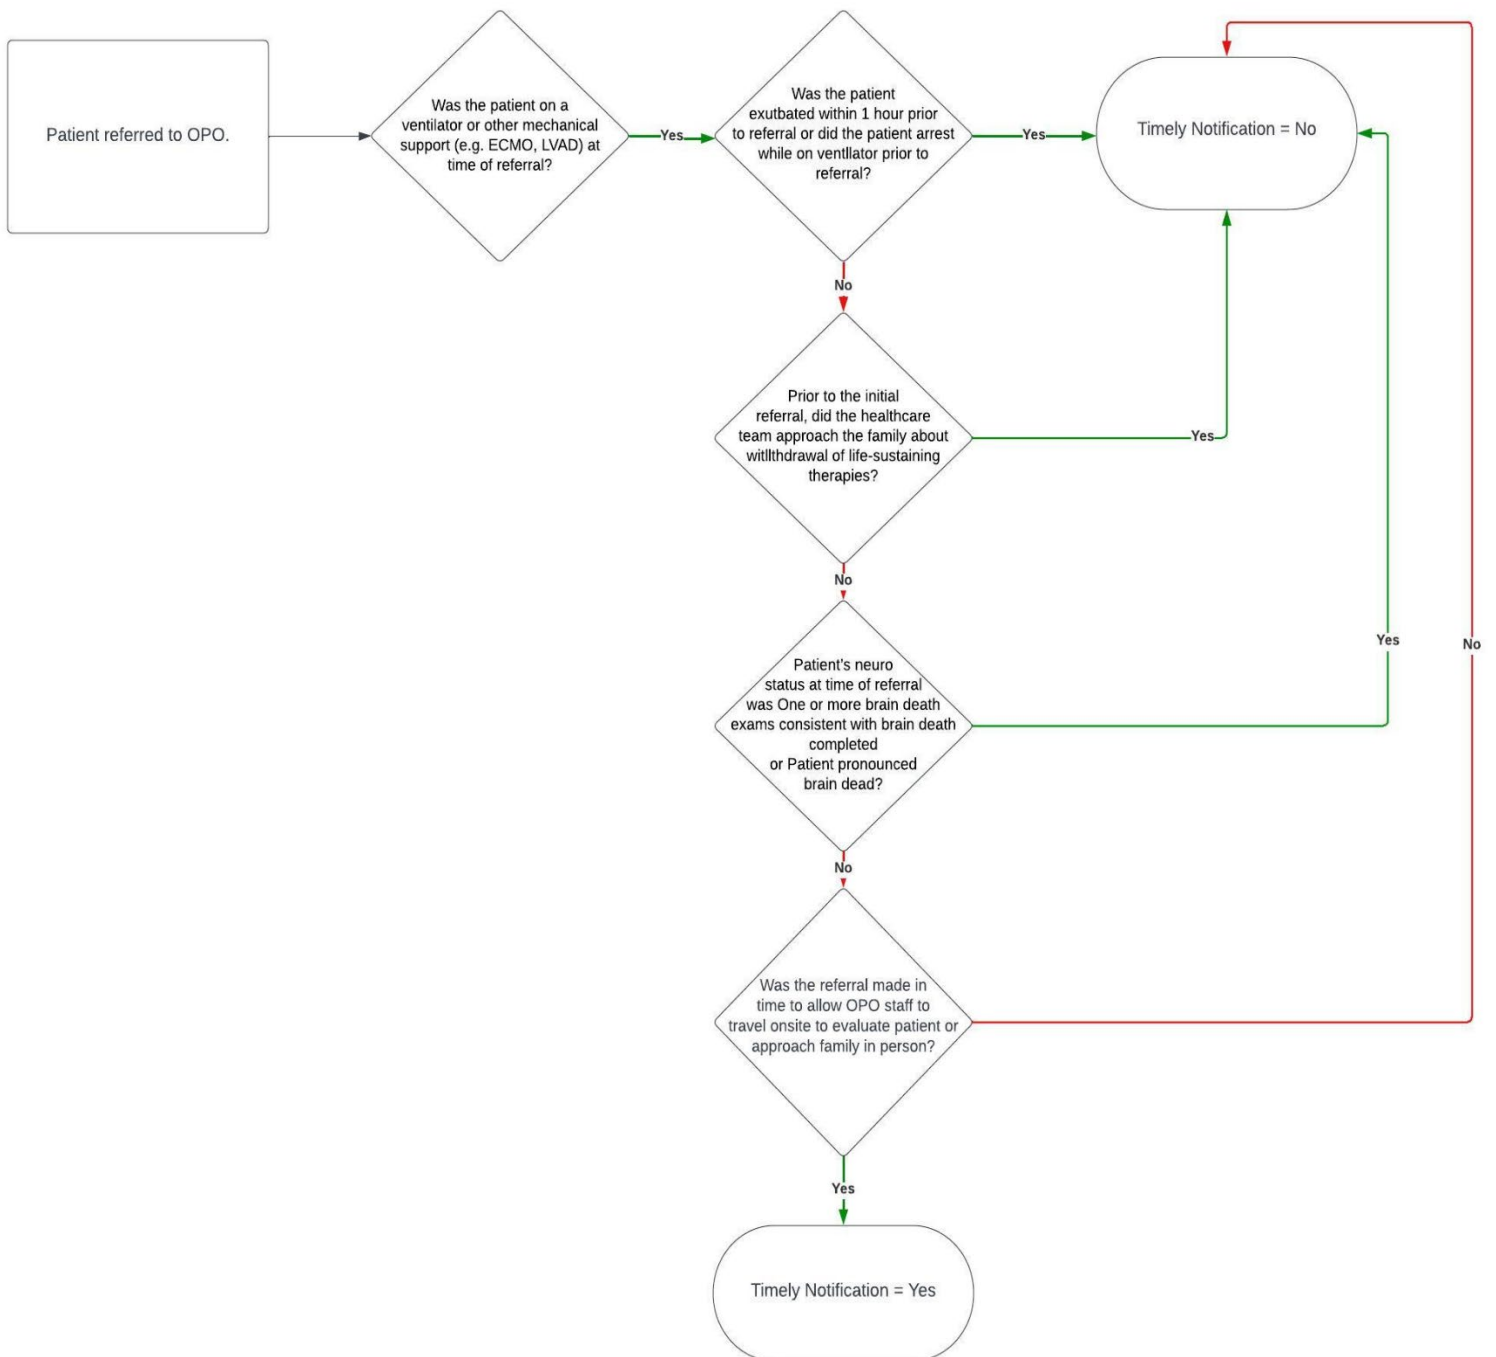 Patient referred to OPO.
Was the patient on a
ventilator or other mechanical
support (e.g. ECMO, LVAD) at
time of referral?
Yes
Was the patient
exutbated within 1 hour prior
to referral or did the patient arrest
while on ventllator prior to
referral?
Yes
Timely Notification = No
No
Prior to the initial
referral, did the healthcare
team approach the family about
witllthdrawal of life-sustaining
therapies?
Yes
No
Patient's neuro
status at time of referral
was One or more brain death
exams consistent with brain death
completed
or Patient pronounced
brain dead?
Yes
No
No
Was the referral made in
time to allow OPO staff to
travel onsite to evaluate patient or
approach family in person?
Yes
Timely Notification = Yes